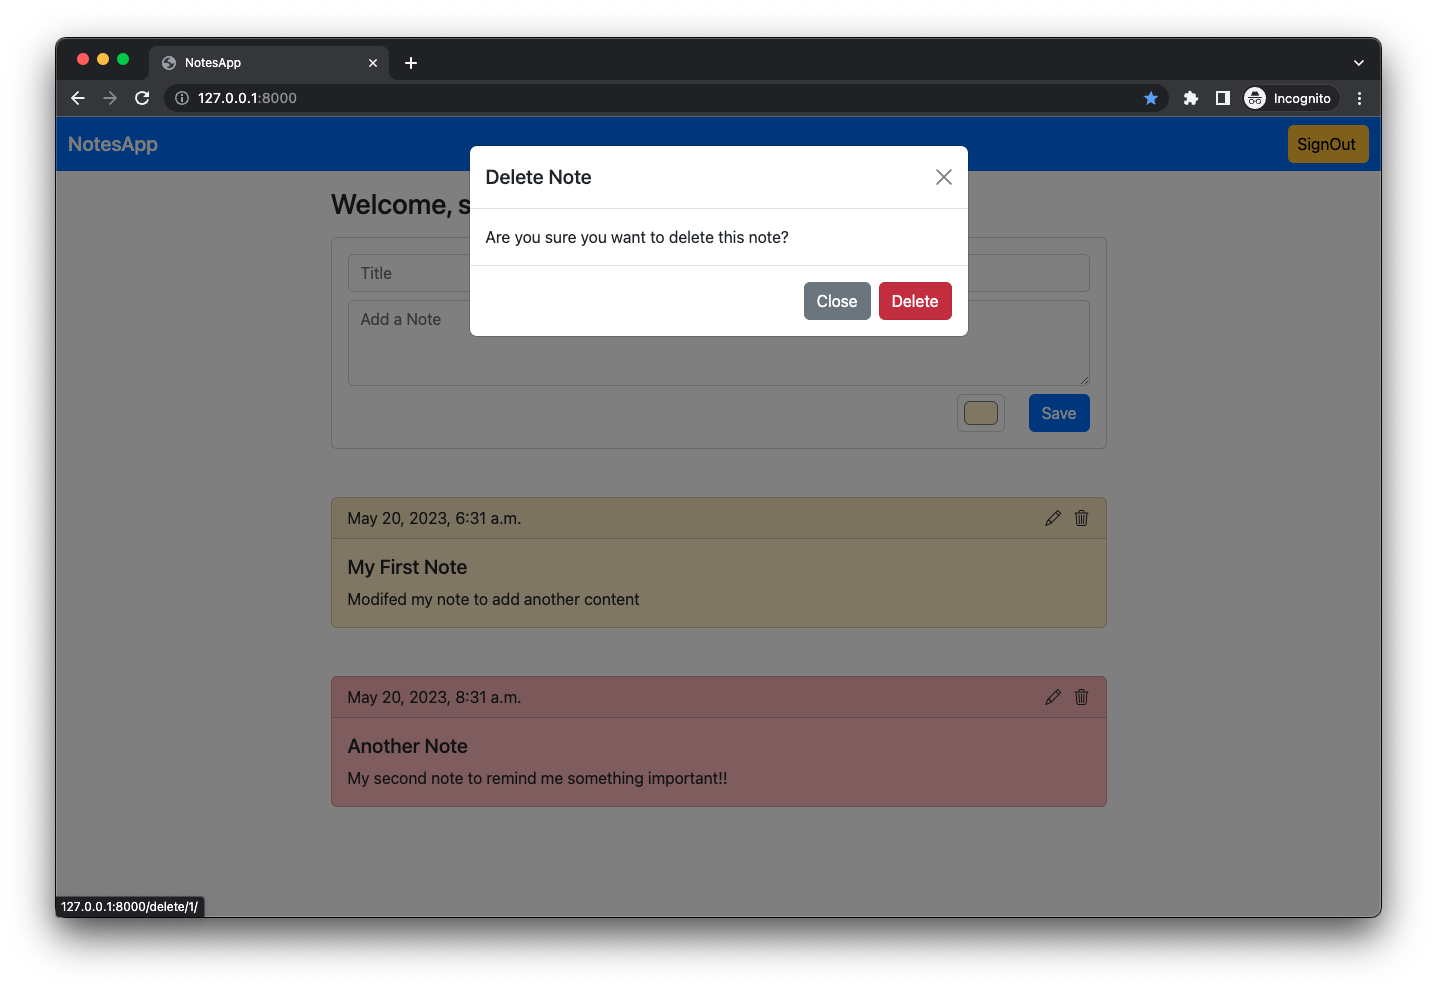 NotesApp
127.0.0.1:8000
Incognito
NotesApp
SignOut
Delete Note
Welcome, s
Are you sure you want to delete this note?
Title
Close
Delete
Add a Note
Save
May 20, 2023, 6:31 a.m.
My First Note
Modifed my note to add another content
May 20, 2023, 8:31 a.m.
Another Note
My second note to remind me something important!!
127.0.0.1:8000/delete/1/